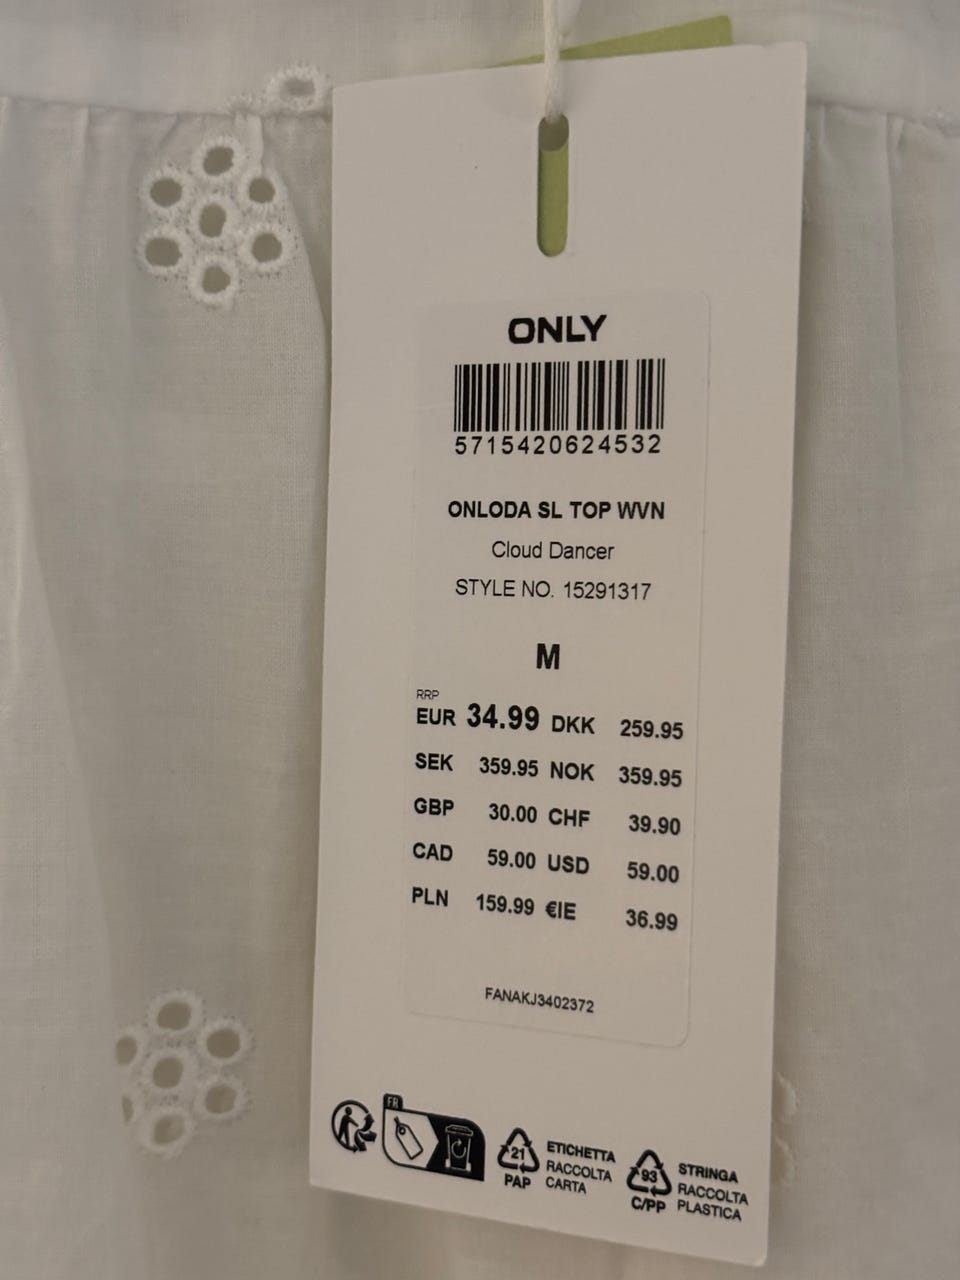 ONLY
5715420624532
ONLODA SL TOP WVN
Cloud Dancer
STYLE NO. 15291317
M
RRP
EUR 34.99 DKK 259.95
SEK 359.95 NOK 359.95
GBP 30.00 CHF 39.90
CAD 59.00 USD 59.00
PLN 159.99 €IE 36.99
FANAKJ3402372
FR
21
PAP
ETICHETTA
RACCOLTA
CARTA
93
C/PP
STRINGA
RACCOLTA
PLASTICA